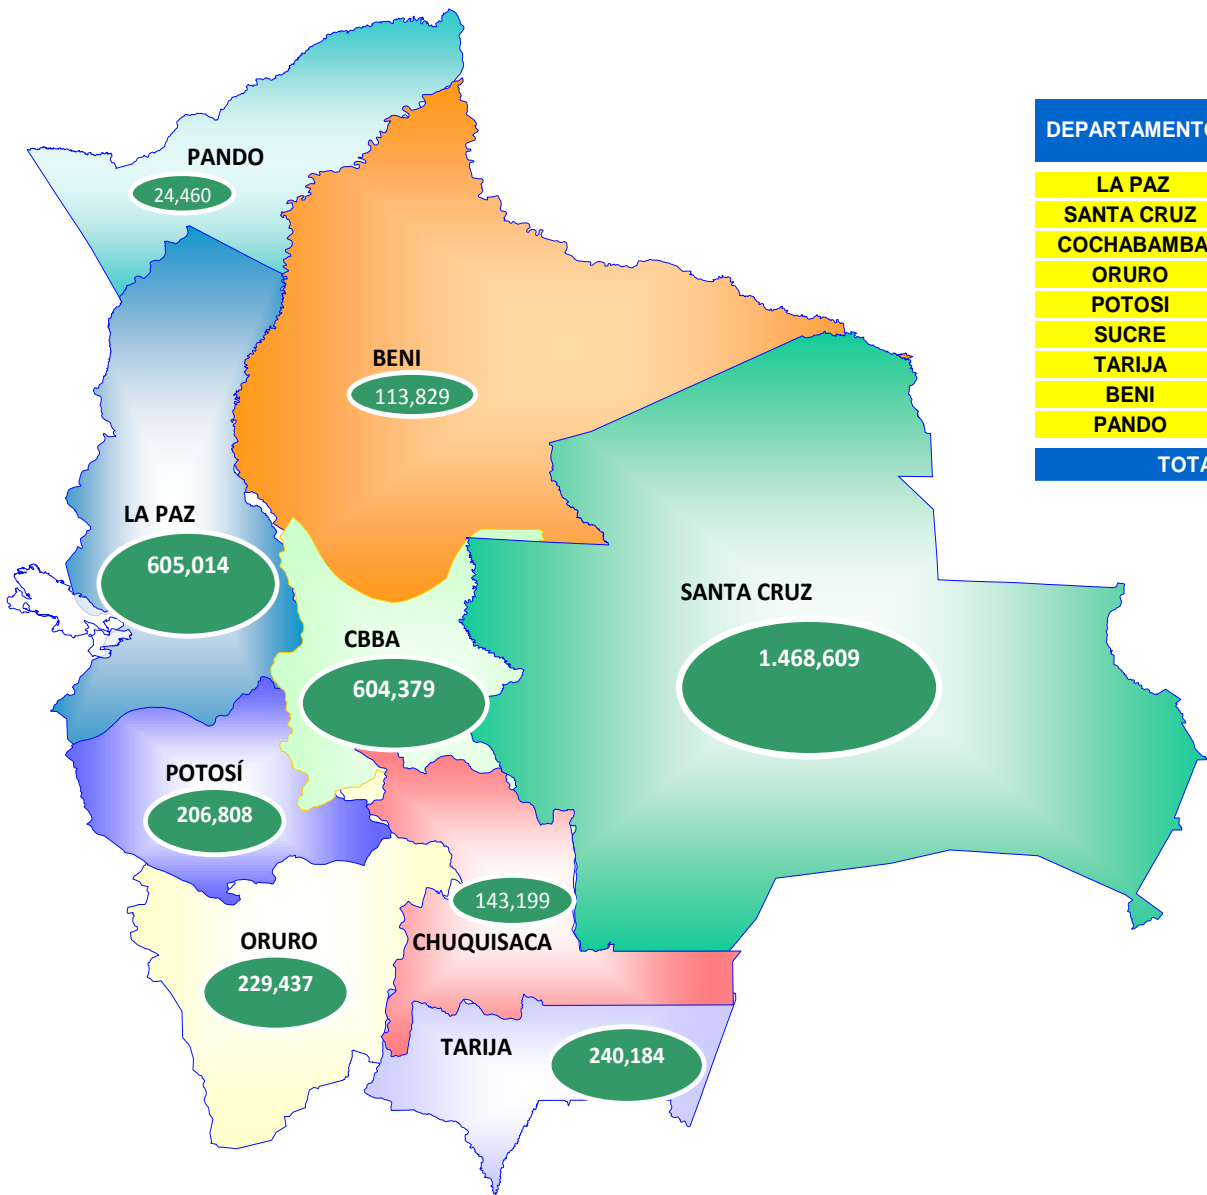 PANDO
24,460
BENI
113,829
LA PAZ
605,014
CBBA
604,379
SANTA CRUZ
1.468,609
POTOSÍ
206,808
143,199
CHUQUISACA
ORURO
229,437
TARIJA
240,184
DEPARTAMENTO
LA PAZ
SANTA CRUZ
COCHABAMBA
ORURO
POTOSI
SUCRE
TARIJA
BENI
PANDO
TOTA